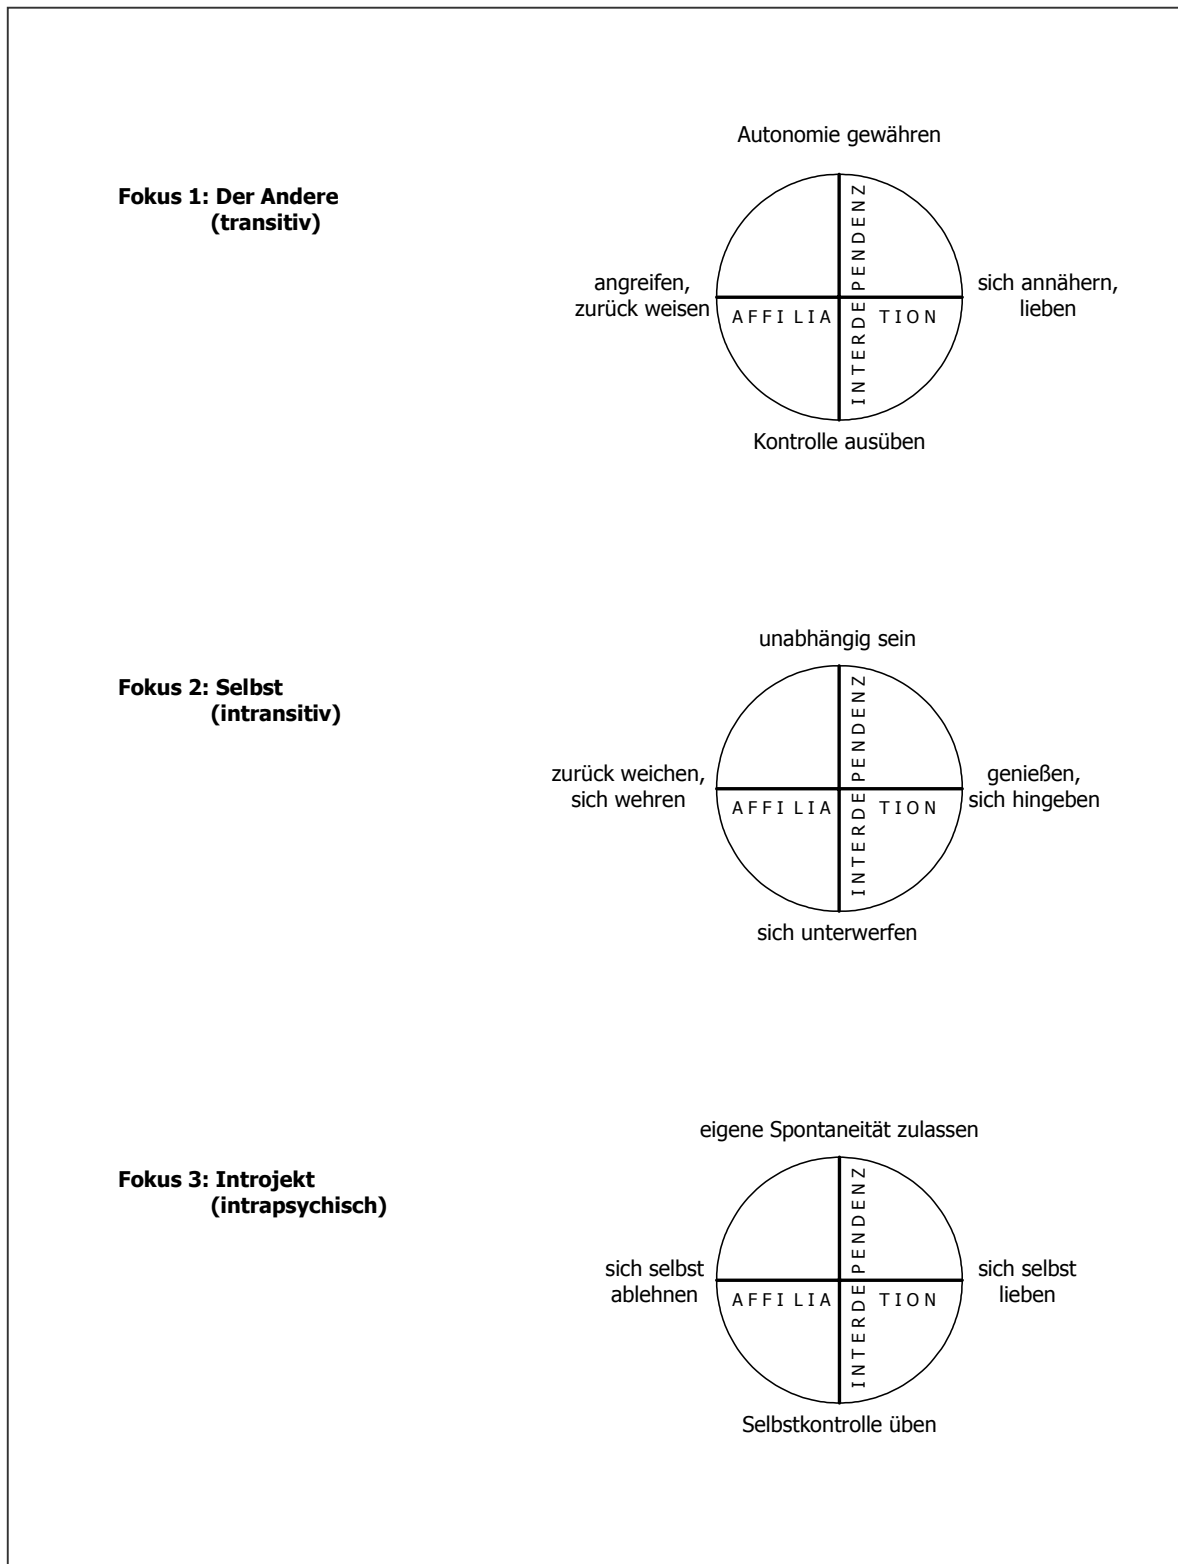 Autonomie gewähren
Fokus 1: Der Andere
(transitiv)
INTERDEPENDENZ
angreifen,
zurück weisen
sich annähern,
lieben
AFFILIATION
Kontrolle ausüben
unabhängig sein
Fokus 2: Selbst
(intransitiv)
INTERDEPENDENZ
zurück weichen,
sich wehren
genießen,
sich hingeben
AFFILIATION
sich unterwerfen
eigene Spontaneität zulassen
Fokus 3: Introjekt
(intrapsychisch)
INTERDEPENDENZ
sich selbst
ablehnen
sich selbst
lieben
AFFILIATION
Selbstkontrolle üben